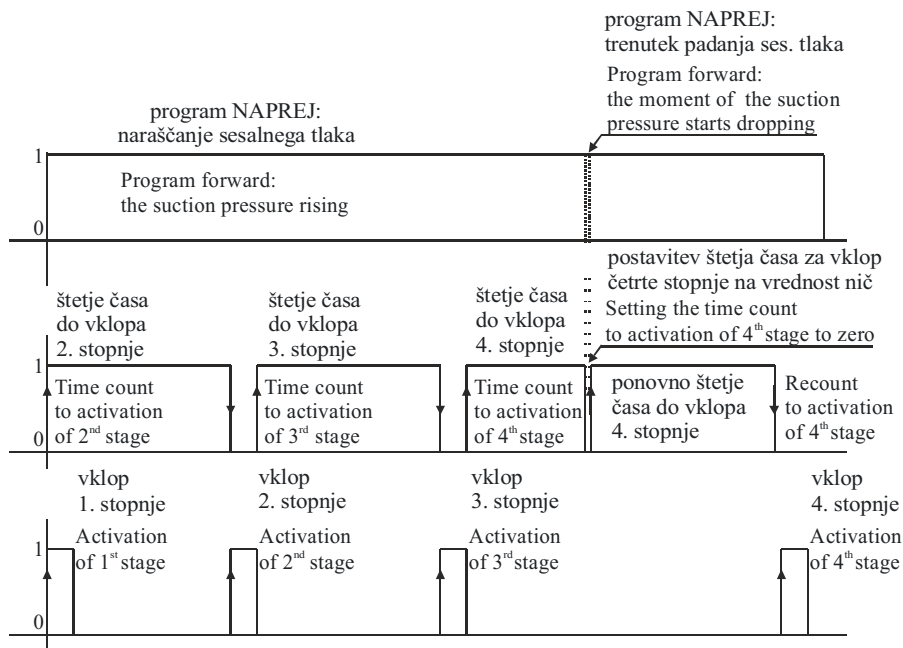 program NAPREJ:
trenutek padanja ses. tlaka
Program forward:
the moment of the suction
pressure starts dropping
program NAPREJ:
naraščanje sesalnega tlaka
1
Program forward:
the suction pressure rising
0
postavitev štetja časa za vklop
četrte stopnje na vrednost nič
Setting the time count
to activation of 4th stage to zero
štetje časa
do vklopa
2. stopnje
štetje časa
do vklopa
3. stopnje
štetje časa
do vklopa
4. stopnje
1
Time count
to activation
of 2nd stage
Time count
to activation
of 3rd stage
Time count
to activation
of 4th stage
ponovno štetje
časa do vklopa
4. stopnje
Recount
to activation
of 4th stage
0
vklop
1. stopnje
vklop
2. stopnje
vklop
3. stopnje
vklop
4. stopnje
1
Activation
of 1st stage
Activation
of 2nd stage
Activation
of 3rd stage
Activation
of 4th stage
0